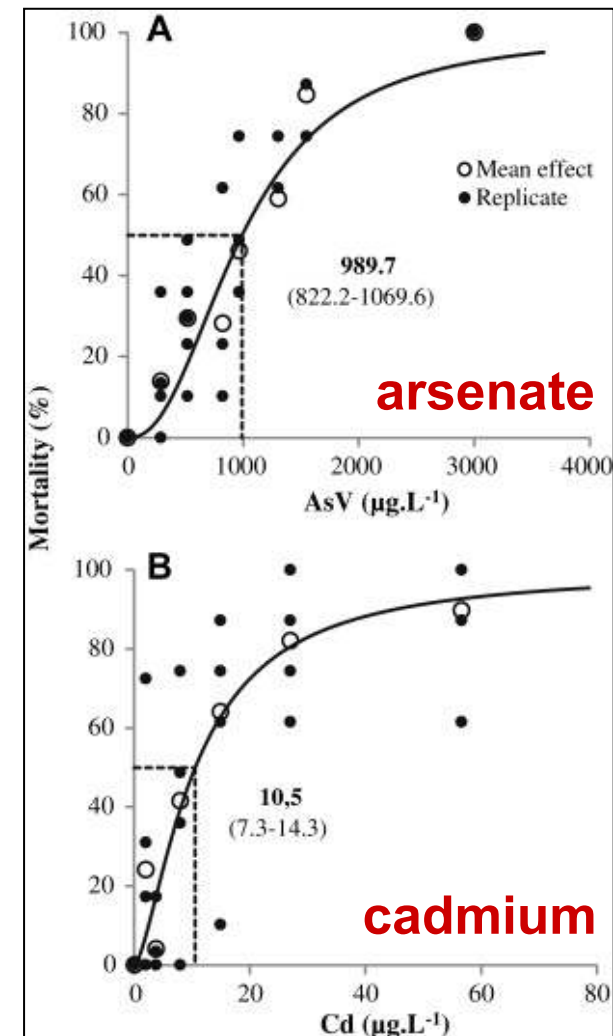 A
100
80
60
40
20
0
Mean effect
Replicate
989.7
(822.2-1069.6)
arsenate
0
1000
2000
3000
4000
AsV (µg.L-1)
Mortality (%)
B
100
80
60
40
20
0
10,5
(7.3-14.3)
cadmium
0
20
40
60
80
Cd (µg.L-1)